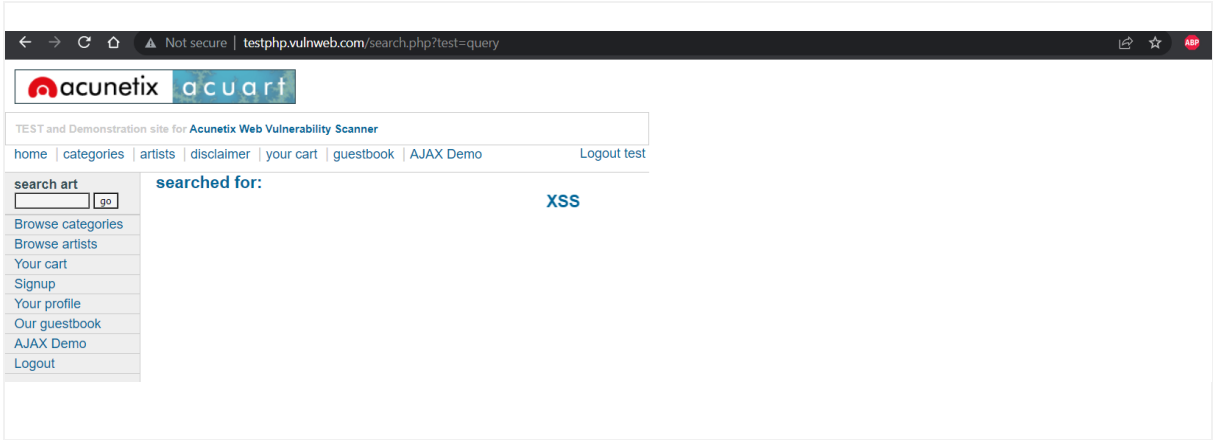 Not secure | testphp.vulnweb.com/search.php?test=query
ABP
acunetix acuart
TEST and Demonstration site for Acunetix Web Vulnerability Scanner
home | categories | artists | disclaimer | your cart | guestbook | AJAX Demo Logout test
search art
go
Browse categories
Browse artists
Your cart
Signup
Your profile
Our guestbook
AJAX Demo
Logout
searched for:
XSS